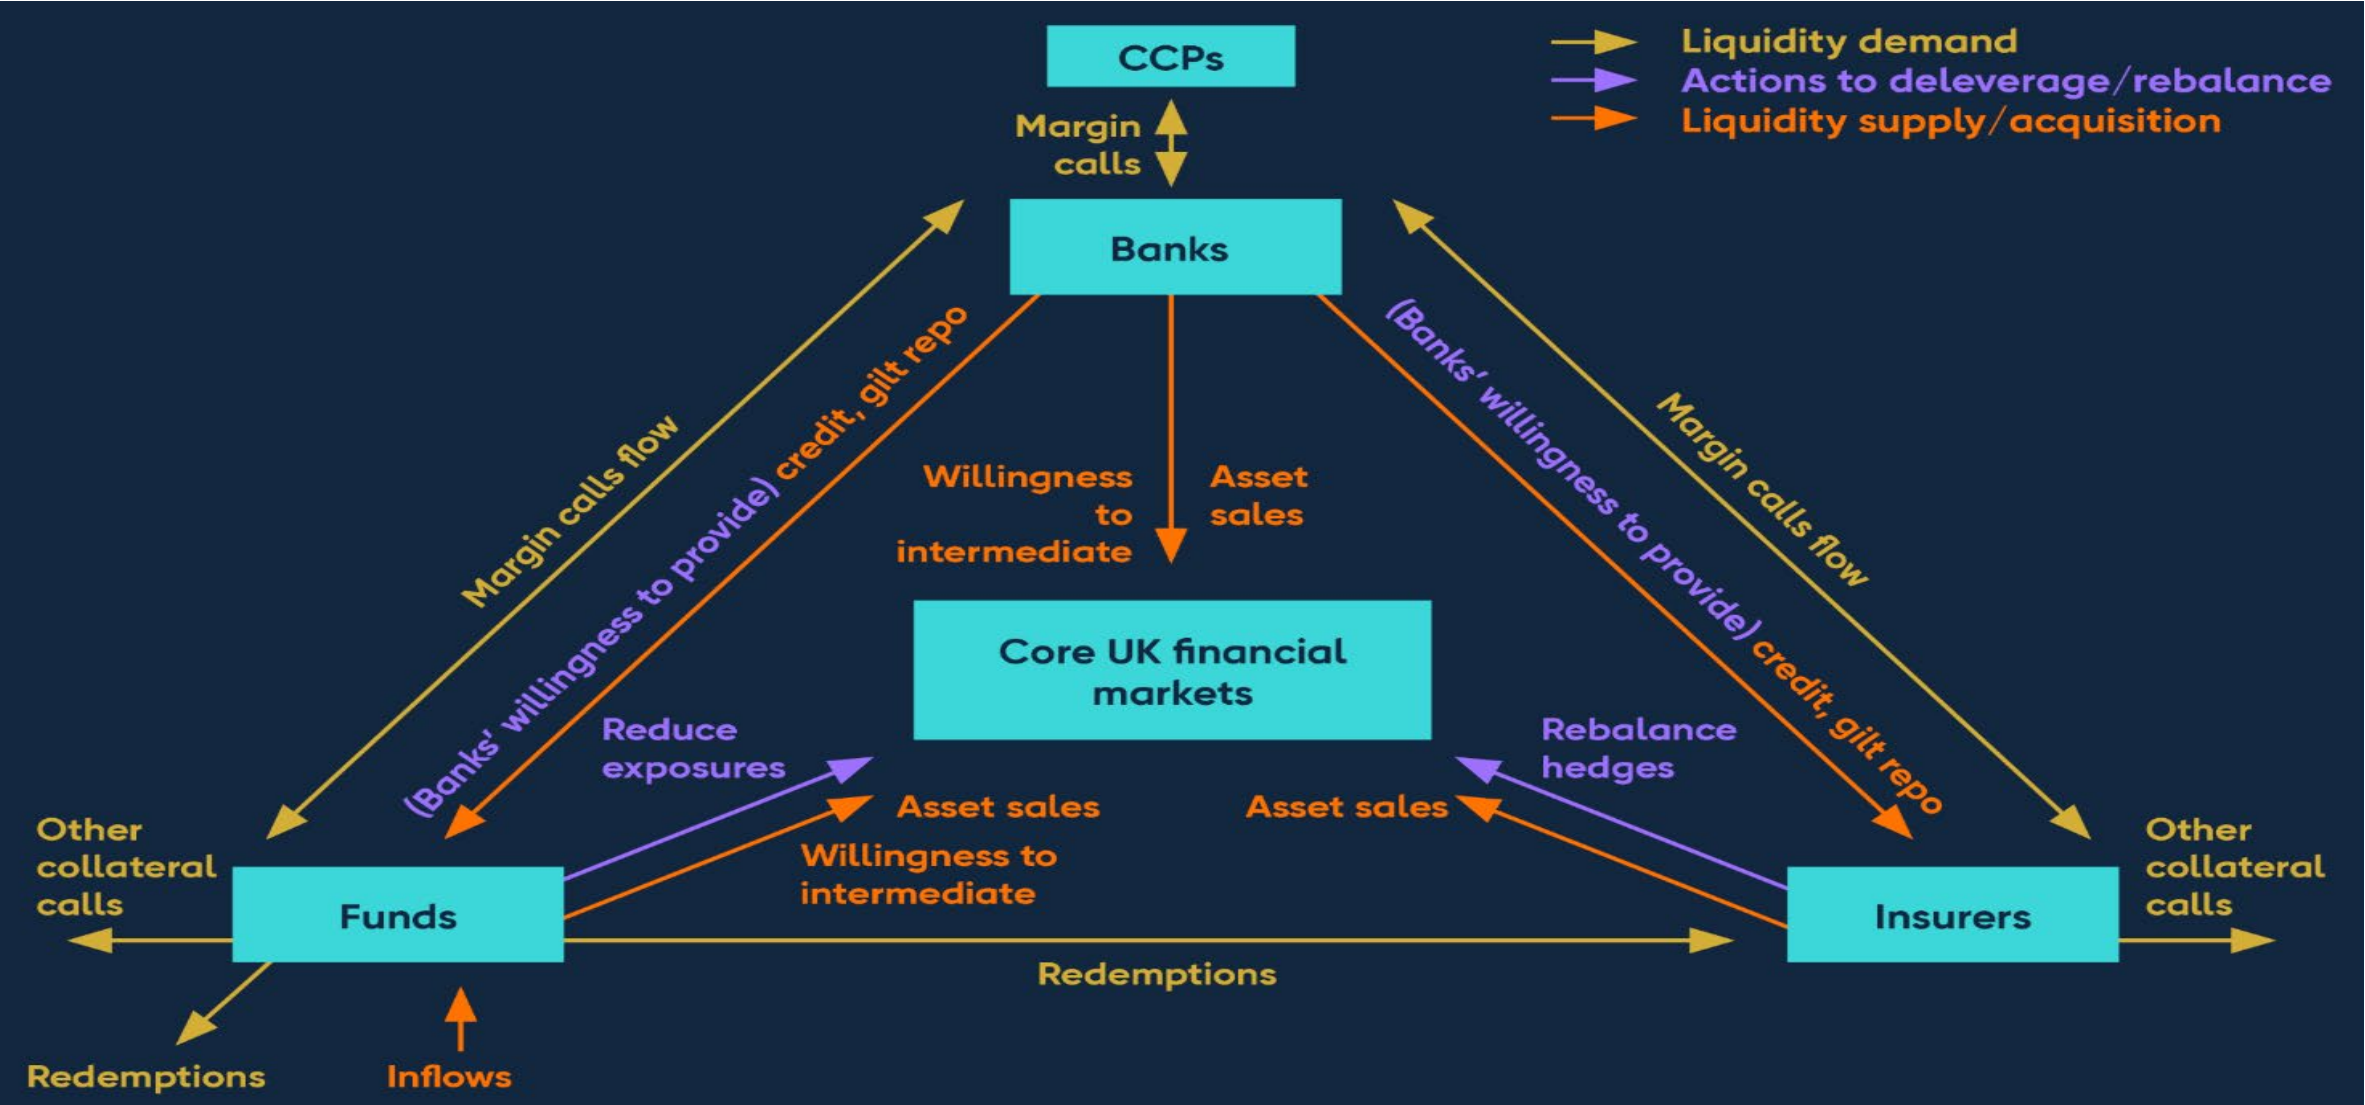 CCPs
Liquidity demand
Actions to deleverage/rebalance
Liquidity supply/acquisition
Margin
calls
Banks
Margin calls flow
(Banks' willingness to provide) credit, gilt repo
Willingness
to
intermediate
Asset
sales
(Banks' willingness to provide) credit, gilt repo
Margin calls flow
Core UK financial
markets
Reduce
exposures
Asset sales
Willingness to
intermediate
Rebalance
hedges
Asset sales
Other
collateral
calls
Funds
Insurers
Other
collateral
calls
Redemptions
Redemptions
Inflows